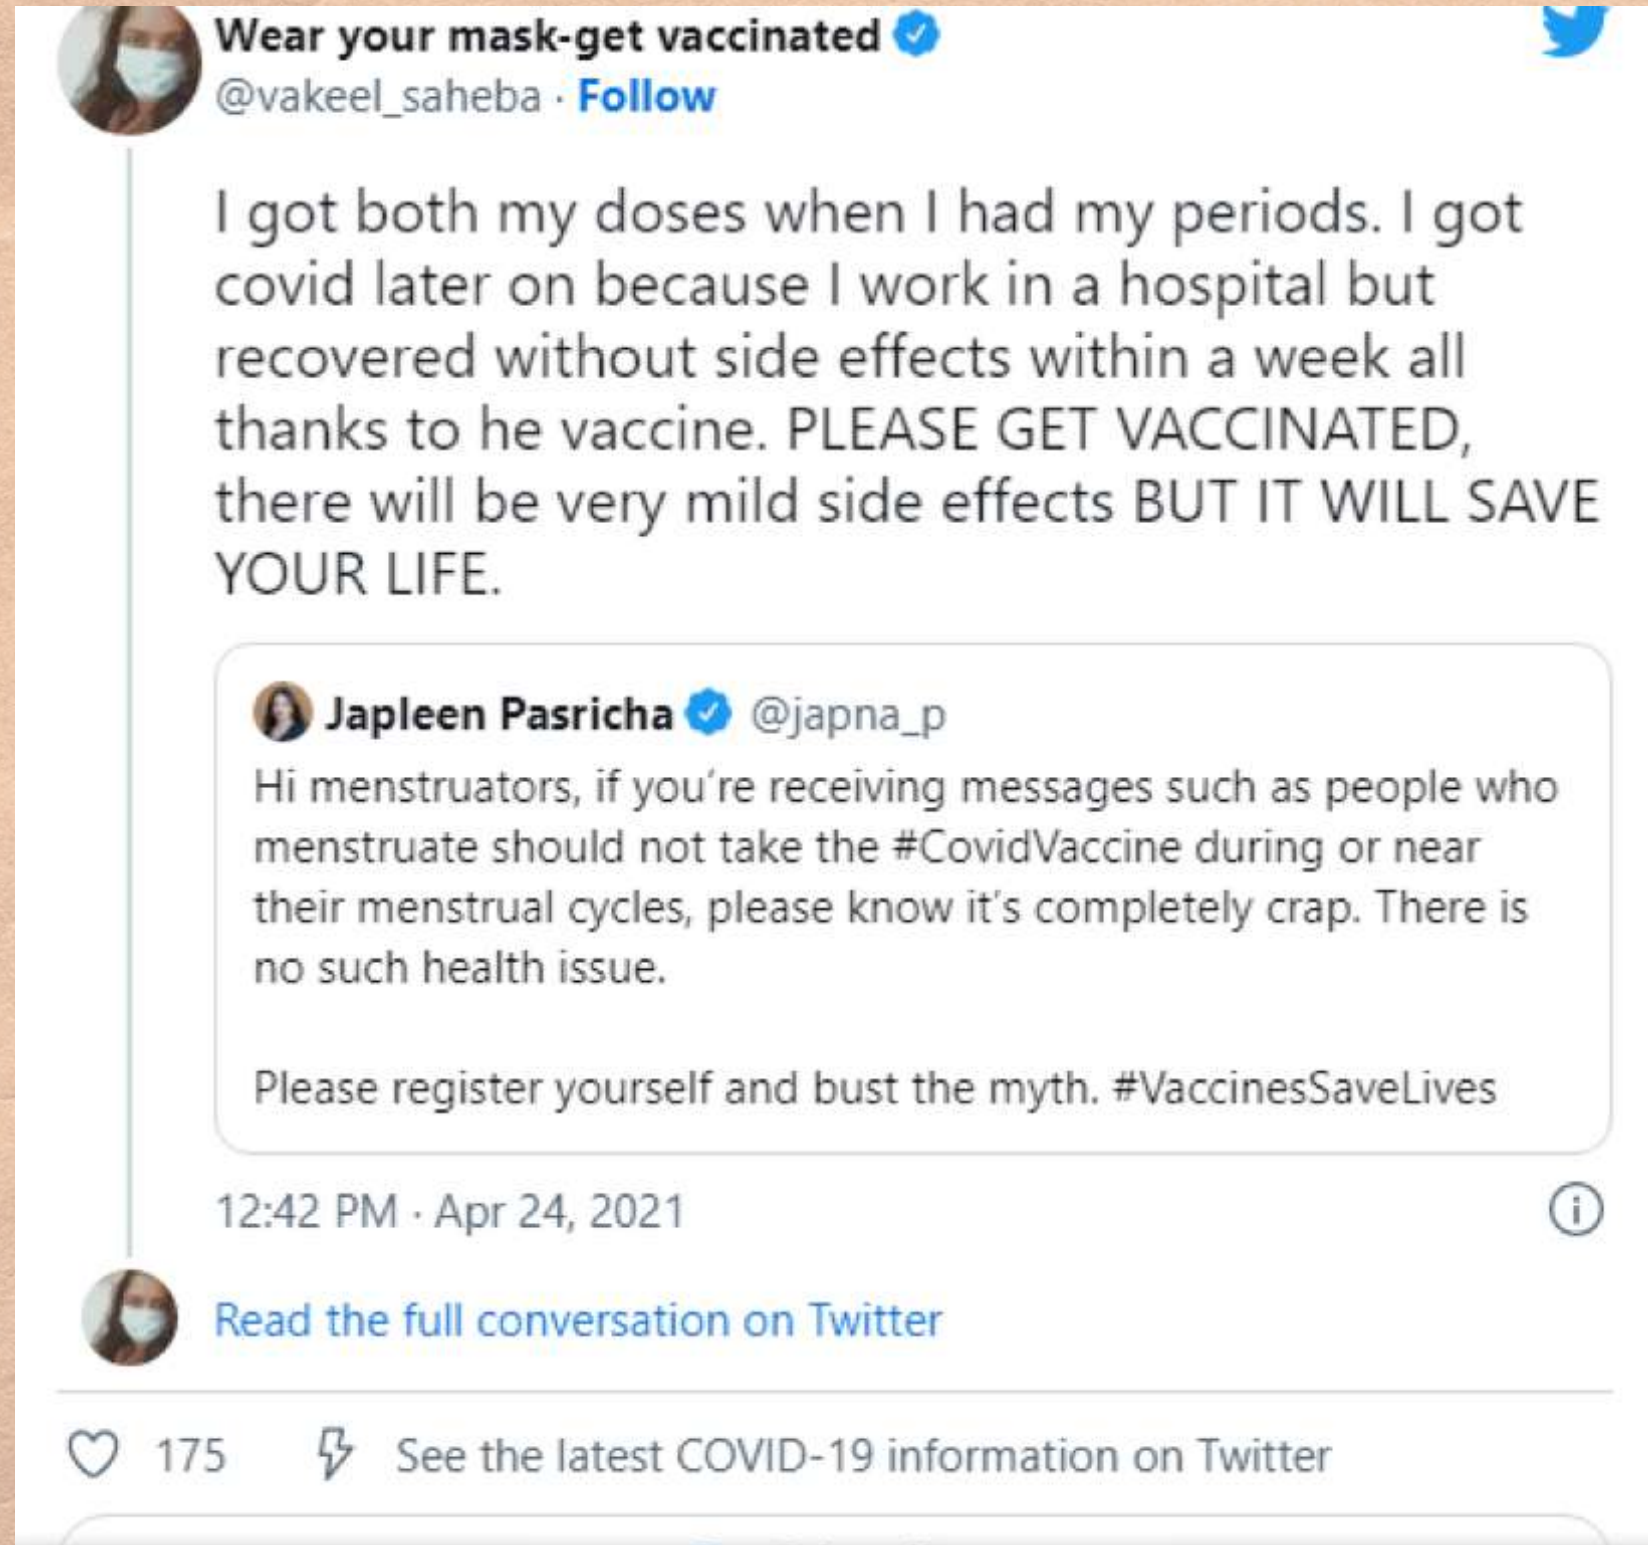 Wear your mask-get vaccinated
@vakeel_saheba · Follow
I got both my doses when I had my periods. I got
covid later on because I work in a hospital but
recovered without side effects within a week all
thanks to he vaccine. PLEASE GET VACCINATED,
there will be very mild side effects BUT IT WILL SAVE
YOUR LIFE.
Japleen Pasricha @japna_p
Hi menstruators, if you're receiving messages such as people who
menstruate should not take the #CovidVaccine during or near
their menstrual cycles, please know it's completely crap. There is
no such health issue.
Please register yourself and bust the myth. #VaccinesSaveLives
12:42 PM · Apr 24, 2021
Read the full conversation on Twitter
175 See the latest COVID-19 information on Twitter